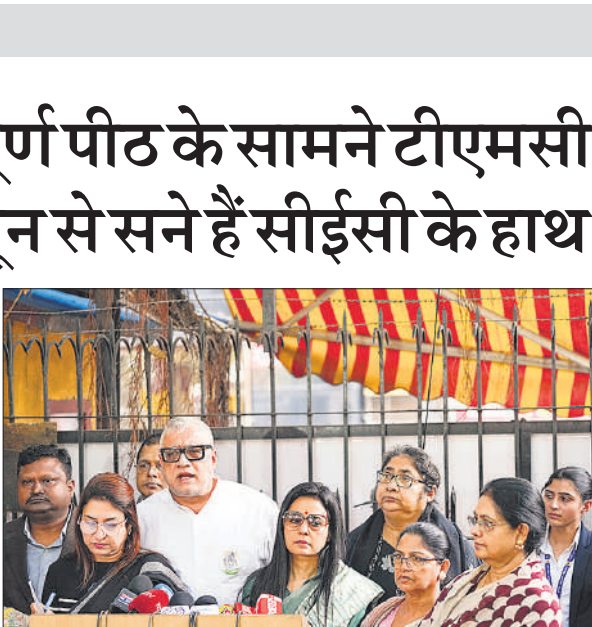 पीठ के सामने टीएमसी
से सने हैं सीईसी के हाथ